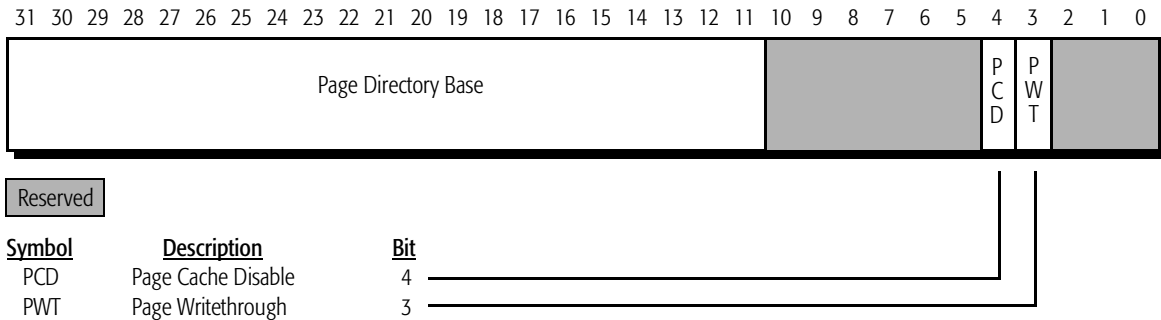 31 30 29 28 27 26 25 24 23 22 21 20 19 18 17 16 15 14 13 12 11 10 9 8 7 6 5 4 3 2 1 0
Page Directory Base
P
C
D
P
W
T
Reserved
Symbol Description Bit
PCD Page Cache Disable 4
PWT Page Writethrough 3